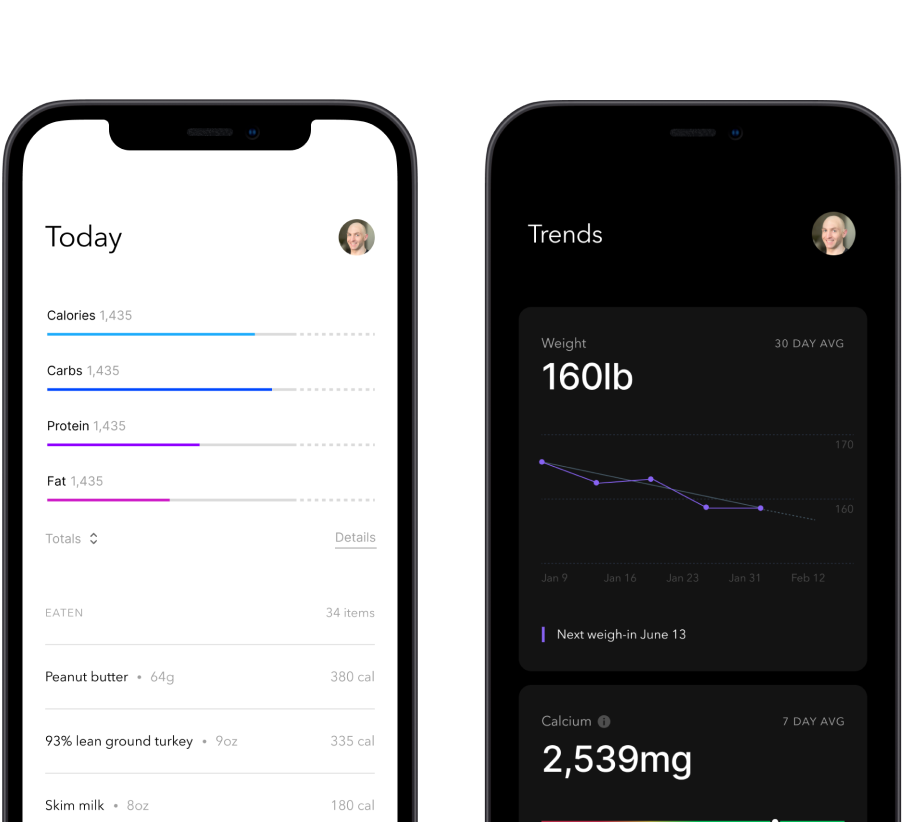 Today
Calories 1,435
Carbs 1,435
Protein 1,435
Fat 1,435
Totals
Details
EATEN
34 items
Peanut butter • 64g
380 cal
93% lean ground turkey • 9oz
335 cal
Skim milk • 8oz
180 cal
Trends
Weight
30 DAY AVG
160lb
170
160
Jan 9
Jan 16
Jan 23
Jan 31
Feb 12
Next weigh-in June 13
Calcium
7 DAY AVG
2,539mg